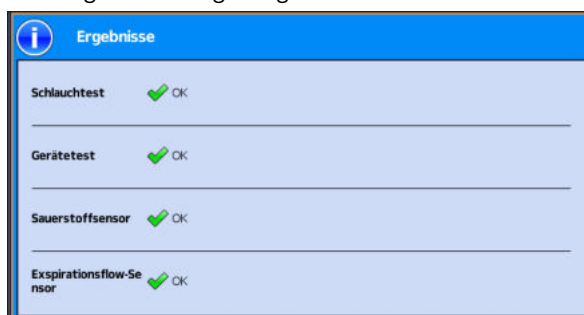 Ergebnisse
Schlauchtest OK
Gerätetest OK
Sauerstoffsensor OK
Exspirationsflow-Se
nsor OK